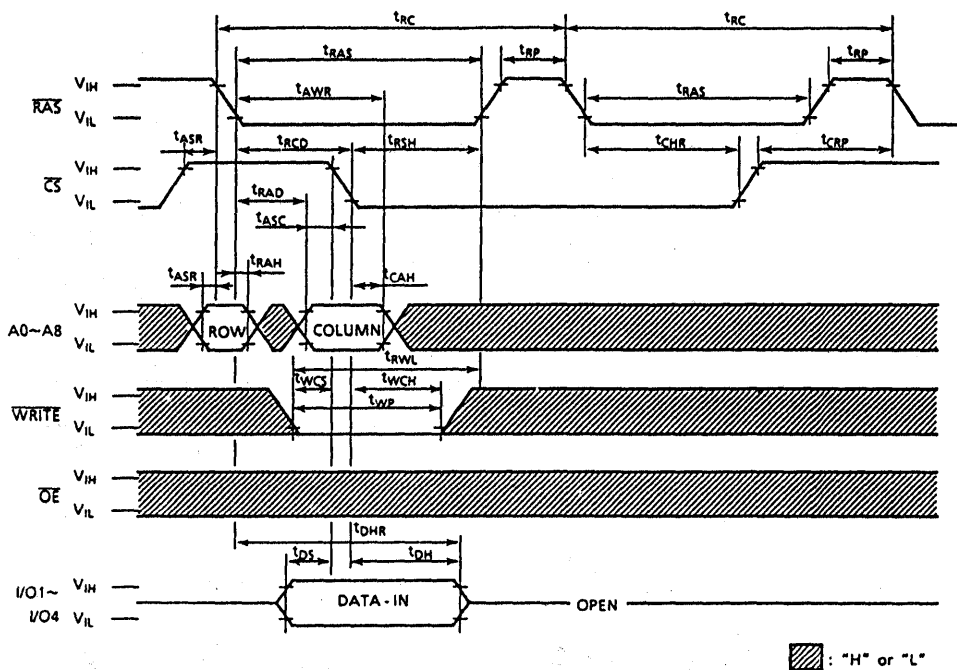 tRC tRC
tRAS tRP tRP
VIH
RAS tAWR tRAS
VIL
tASR tRCD tRSH tCHR tCRP
VIH
CS
VIL tRAD
tASC
tASR tRAH tCAH
VIH
A0~A8 ROW COLUMN
VIL
tRWL
tWCS tWCH
VIH
WRITE tWP
VIL
VIH
OE
VIL
tDHR
tDS tDH
I/O1~ VIH
DATA-IN OPEN
I/O4 VIL
: "H" or "L"